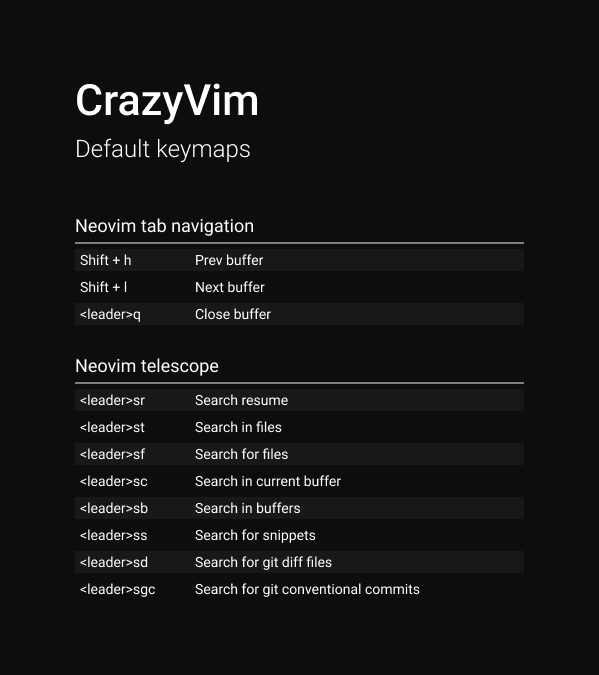 CrazyVim
Default keymaps
Neovim tab navigation
Shift + h Prev buffer
Shift + l Next buffer
<leader>q Close buffer
Neovim telescope
<leader>sr Search resume
<leader>st Search in files
<leader>sf Search for files
<leader>sc Search in current buffer
<leader>sb Search in buffers
<leader>ss Search for snippets
<leader>sd Search for git diff files
<leader>sgc Search for git conventional commits